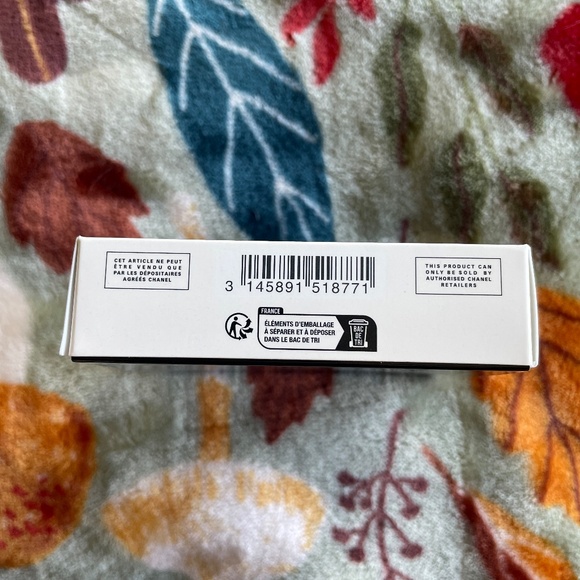 CET ARTICLE NE PEUT
ÊTRE VENDU QUE
PAR LES DÉPOSITAIRES
AGRÉÉS CHANEL
3 145891 518771
THIS PRODUCT CAN
ONLY BE SOLD BY
AUTHORISED CHANEL
RETAILERS
FRANCE
ÉLÉMENTS D'EMBALLAGE
À SÉPARER ET À DÉPOSER
DANS LE BAC DE TRI
BAC
DE
TRI